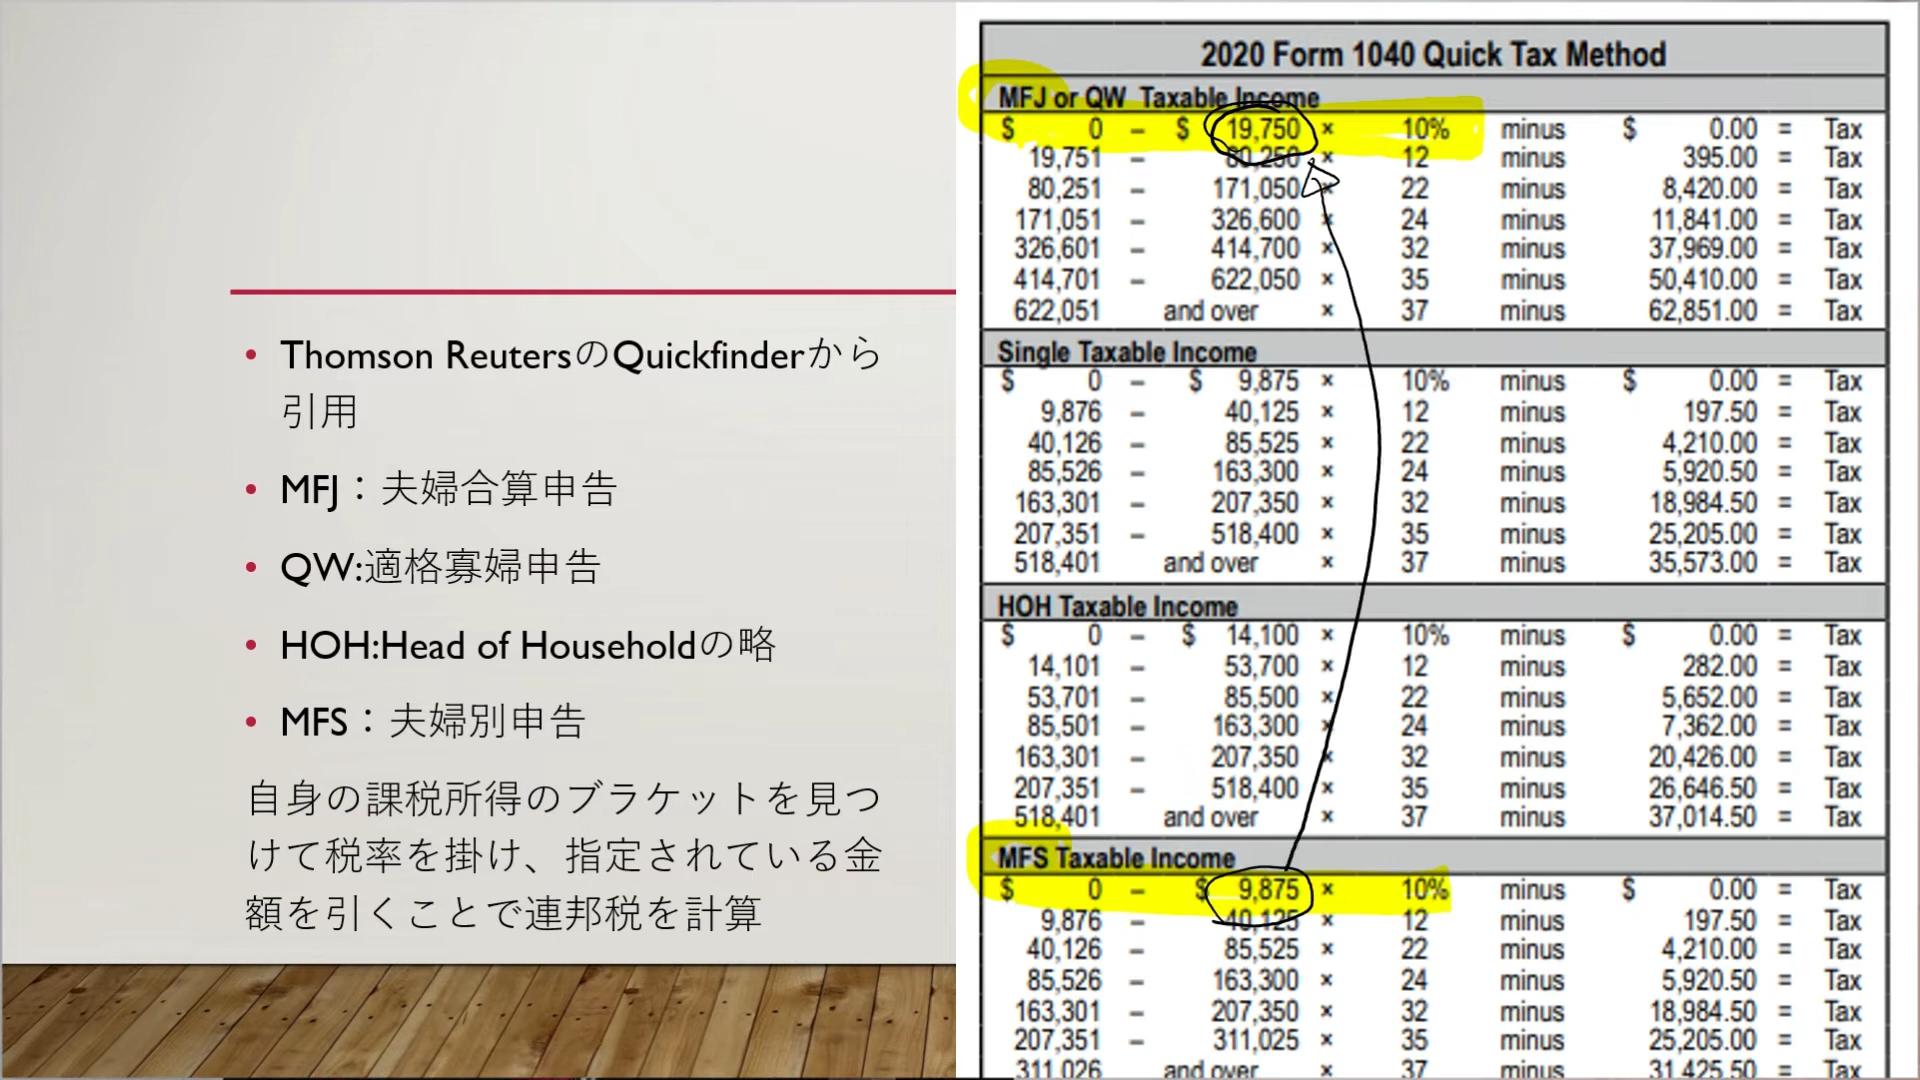 • Thomson ReutersのQuickfinderから
引用
• MFJ：夫婦合算申告
• QW:適格寡婦申告
• HOH:Head of Householdの略
• MFS：夫婦別申告
自身の課税所得のブラケットを見つ
けて税率を掛け、指定されている金
額を引くことで連邦税を計算
2020 Form 1040 Quick Tax Method
MFJ or QW Taxable Income
$ 0 – $ 19,750 × 10% minus $ 0.00 = Tax
19,751 – 80,250 × 12 minus 395.00 = Tax
80,251 – 171,050 × 22 minus 8,420.00 = Tax
171,051 – 326,600 × 24 minus 11,841.00 = Tax
326,601 – 414,700 × 32 minus 37,969.00 = Tax
414,701 – 622,050 × 35 minus 50,410.00 = Tax
622,051 and over × 37 minus 62,851.00 = Tax
Single Taxable Income
$ 0 – $ 9,875 × 10% minus $ 0.00 = Tax
9,876 – 40,125 × 12 minus 197.50 = Tax
40,126 – 85,525 × 22 minus 4,210.00 = Tax
85,526 – 163,300 × 24 minus 5,920.50 = Tax
163,301 – 207,350 × 32 minus 18,984.50 = Tax
207,351 – 518,400 × 35 minus 25,205.00 = Tax
518,401 and over × 37 minus 35,573.00 = Tax
HOH Taxable Income
$ 0 – $ 14,100 × 10% minus $ 0.00 = Tax
14,101 – 53,700 × 12 minus 282.00 = Tax
53,701 – 85,500 × 22 minus 5,652.00 = Tax
85,501 – 163,300 × 24 minus 7,362.00 = Tax
163,301 – 207,350 × 32 minus 20,426.00 = Tax
207,351 – 518,400 × 35 minus 26,646.50 = Tax
518,401 and over × 37 minus 37,014.50 = Tax
MFS Taxable Income
$ 0 – $ 9,875 × 10% minus $ 0.00 = Tax
9,876 – 40,125 × 12 minus 197.50 = Tax
40,126 – 85,525 × 22 minus 4,210.00 = Tax
85,526 – 163,300 × 24 minus 5,920.50 = Tax
163,301 – 207,350 × 32 minus 18,984.50 = Tax
207,351 – 311,025 × 35 minus 25,205.00 = Tax
311,026 and over × 37 minus 31,425.50 = Tax